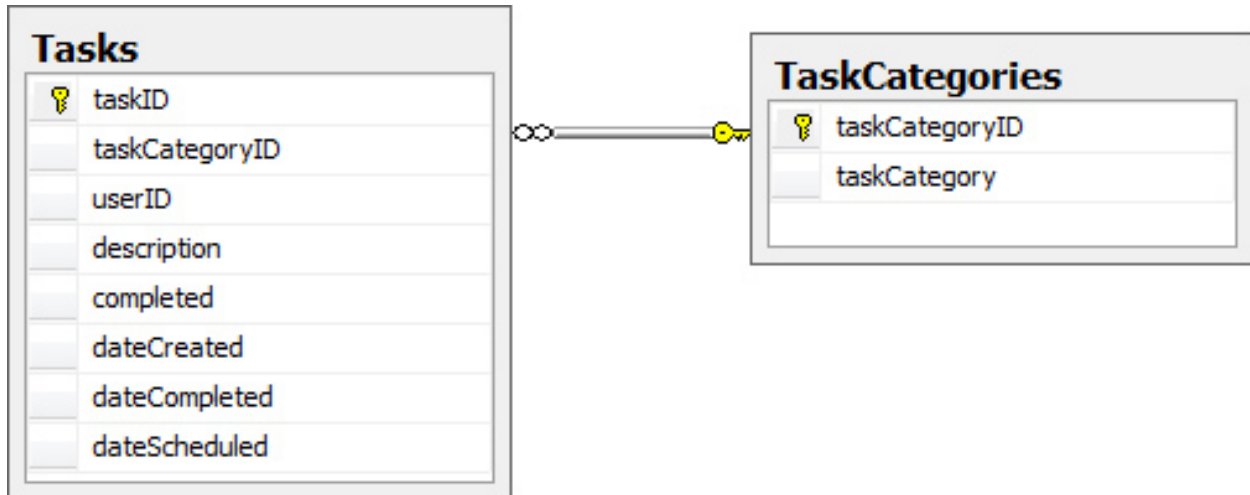 Tasks
taskID
taskCategoryID
userID
description
completed
dateCreated
dateCompleted
dateScheduled
TaskCategories
taskCategoryID
taskCategory